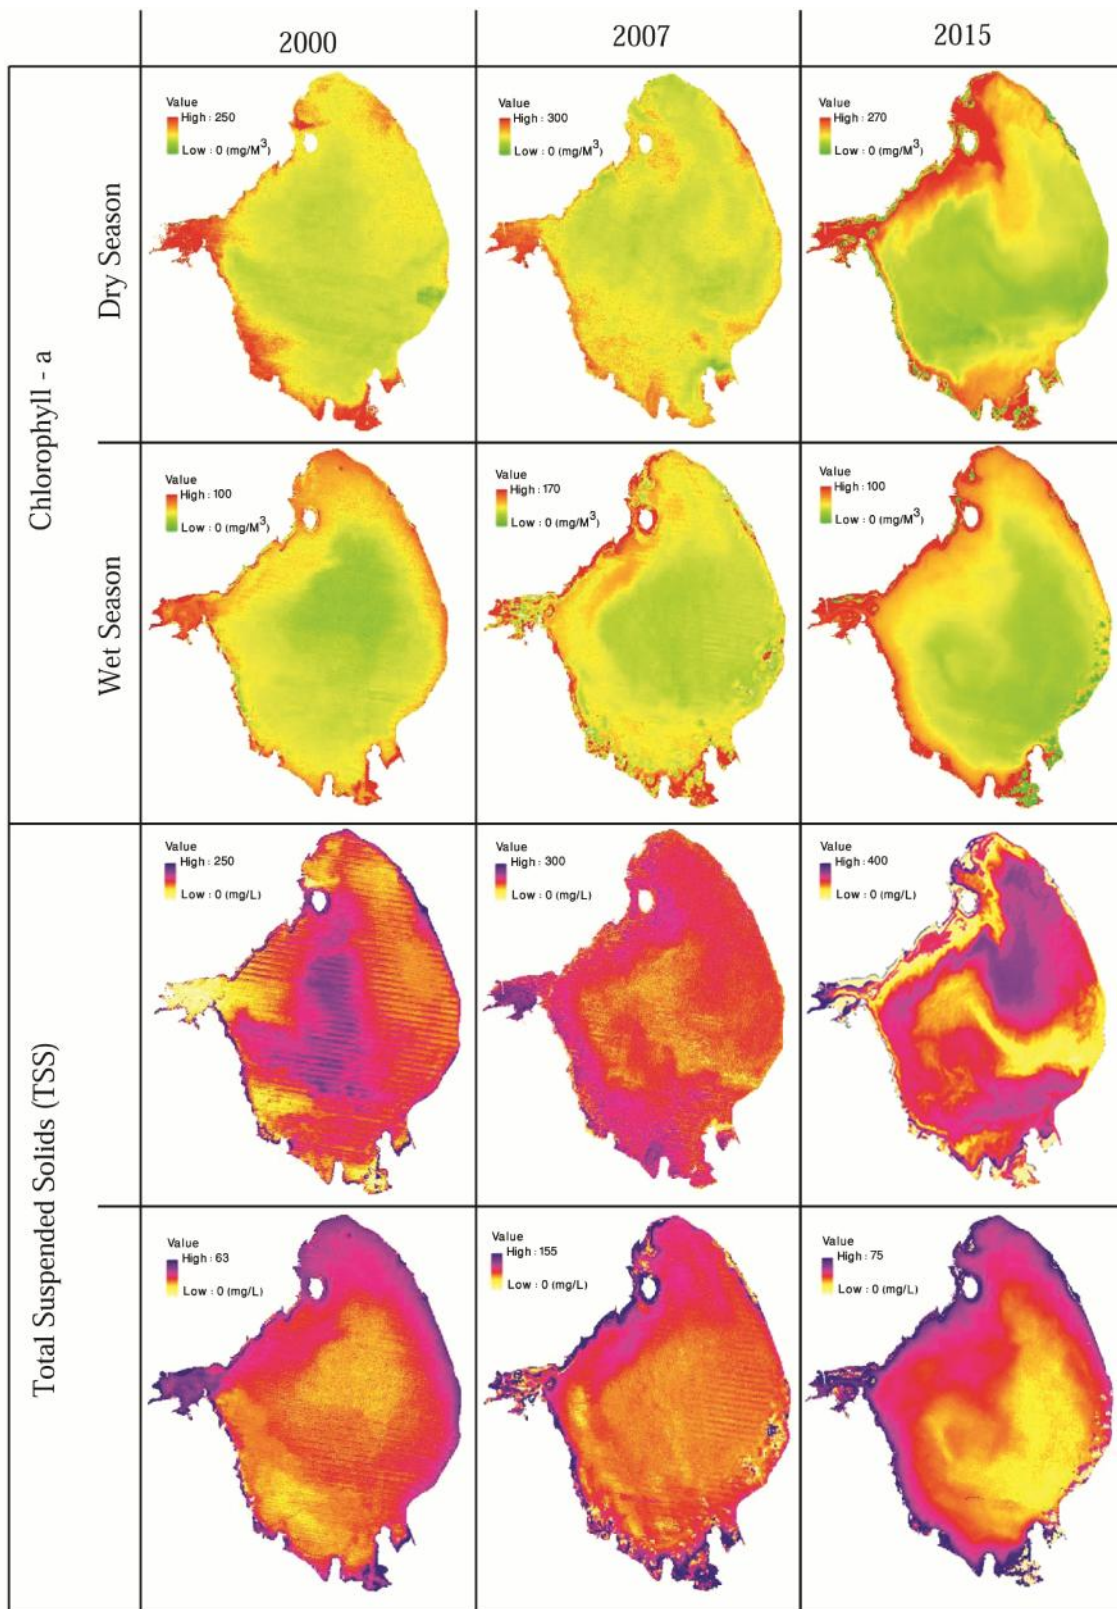 2000
2007
2015
Chlorophyll - a
Dry Season
Value
High : 250
Low : 0 (mg/M³)
Value
High : 300
Low : 0 (mg/M³)
Value
High : 270
Low : 0 (mg/M³)
Wet Season
Value
High : 100
Low : 0 (mg/M³)
Value
High : 170
Low : 0 (mg/M³)
Value
High : 100
Low : 0 (mg/M³)
Total Suspended Solids (TSS)
Value
High : 250
Low : 0 (mg/L)
Value
High : 300
Low : 0 (mg/L)
Value
High : 400
Low : 0 (mg/L)
Value
High : 63
Low : 0 (mg/L)
Value
High : 155
Low : 0 (mg/L)
Value
High : 75
Low : 0 (mg/L)